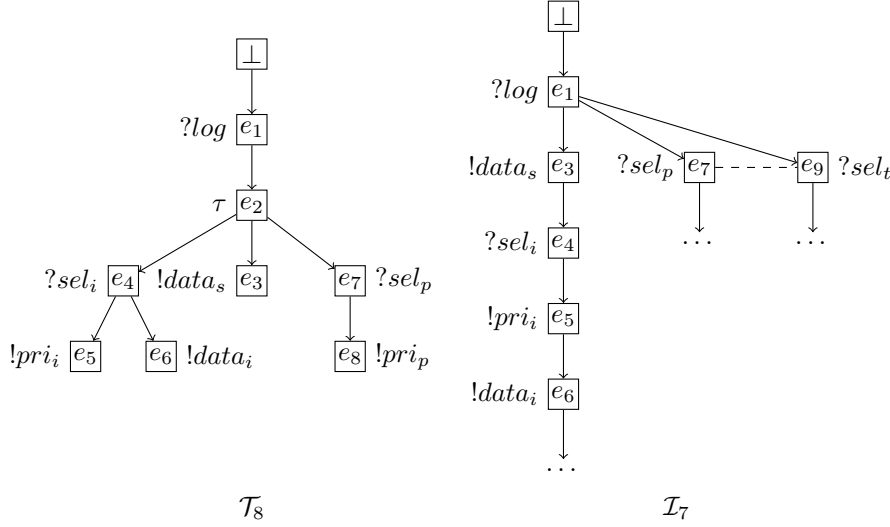 ⊥
?log e₁
τ e₂
?selᵢ e₄ !dataₛ e₃ e₇ ?selₚ
!priᵢ e₅ e₆ !dataᵢ e₈ !priₚ
𝒯₈
⊥
?log e₁
!dataₛ e₃ ?selₚ e₇ e₉ ?selₜ
?selᵢ e₄ ... ...
!priᵢ e₅
!dataᵢ e₆
...
ℐ₇